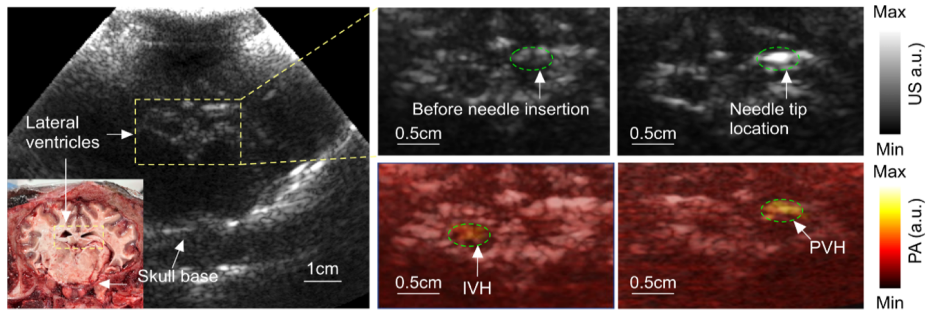 Lateral
ventricles
Skull base
1cm
Before needle insertion
0.5cm
Needle tip
location
0.5cm
IVH
0.5cm
PVH
0.5cm
Max
US a.u.)
Min
Max
PA (a.u.)
Min